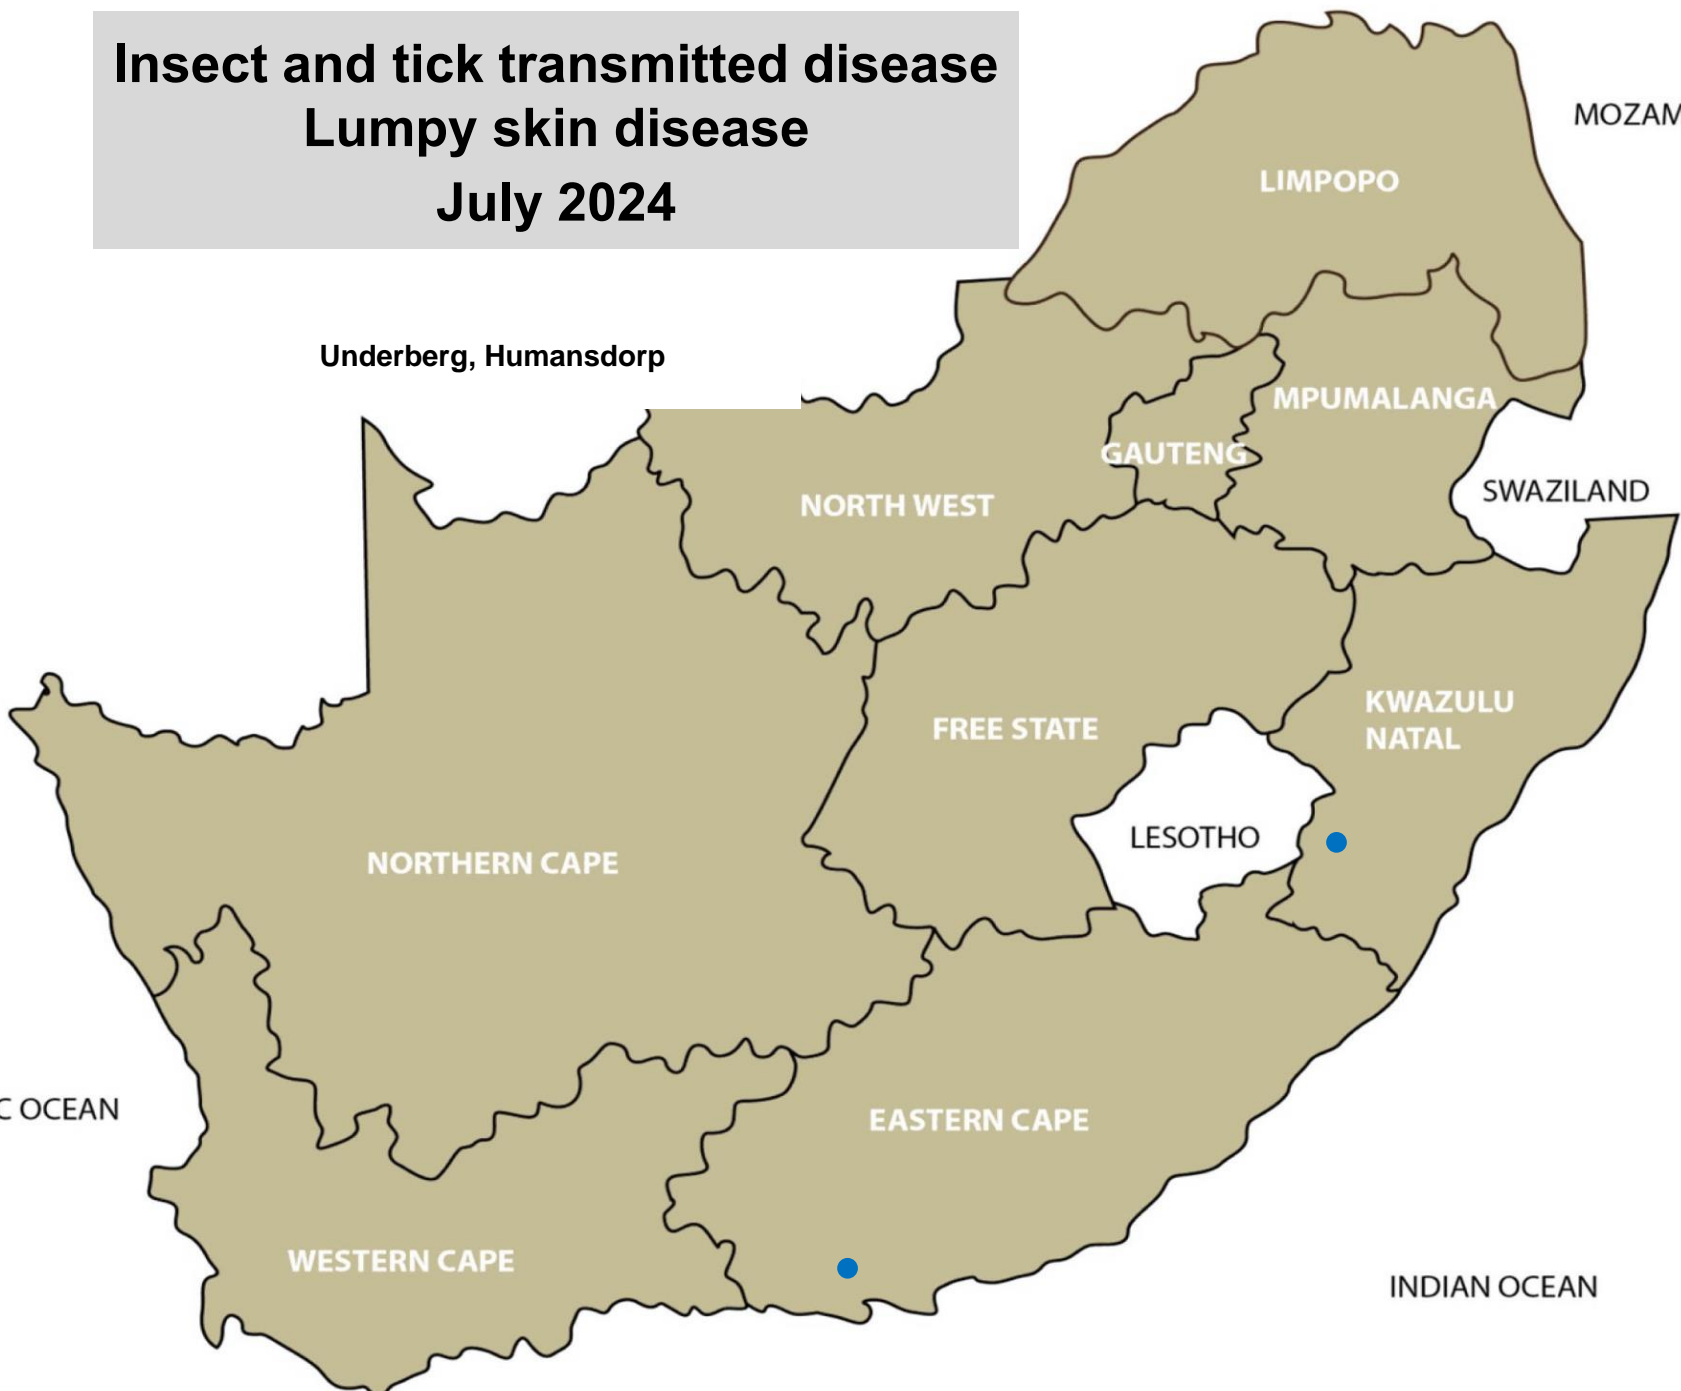 Insect and tick transmitted disease
Lumpy skin disease
July 2024
MOZAM
LIMPOPO
Underberg, Humansdorp
MPUMALANGA
GAUTENG
SWAZILAND
NORTH WEST
KWAZULU
NATAL
FREE STATE
LESOTHO
NORTHERN CAPE
C OCEAN
EASTERN CAPE
WESTERN CAPE
INDIAN OCEAN